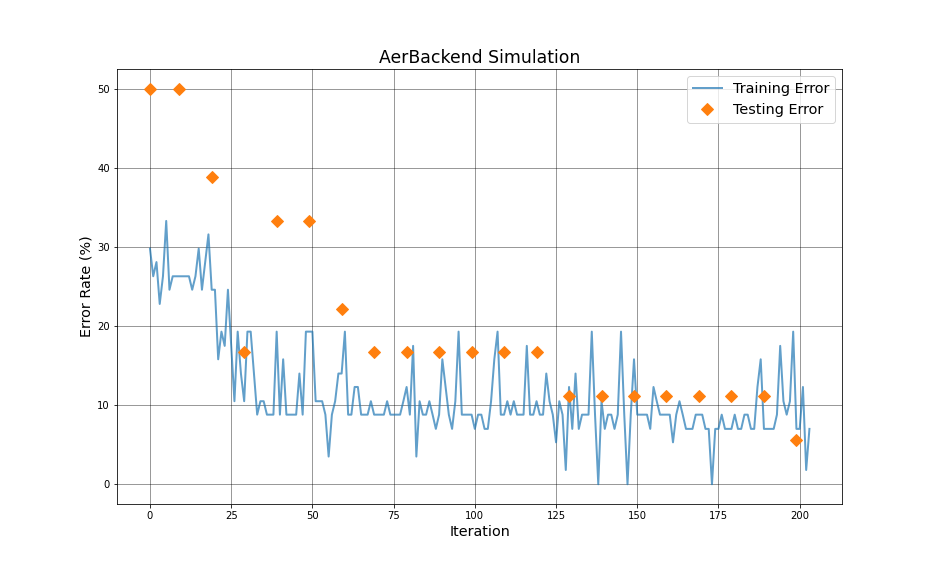 AerBackend Simulation
Training Error
Testing Error
Error Rate (%)
50
40
30
20
10
0
0 25 50 75 100 125 150 175 200
Iteration